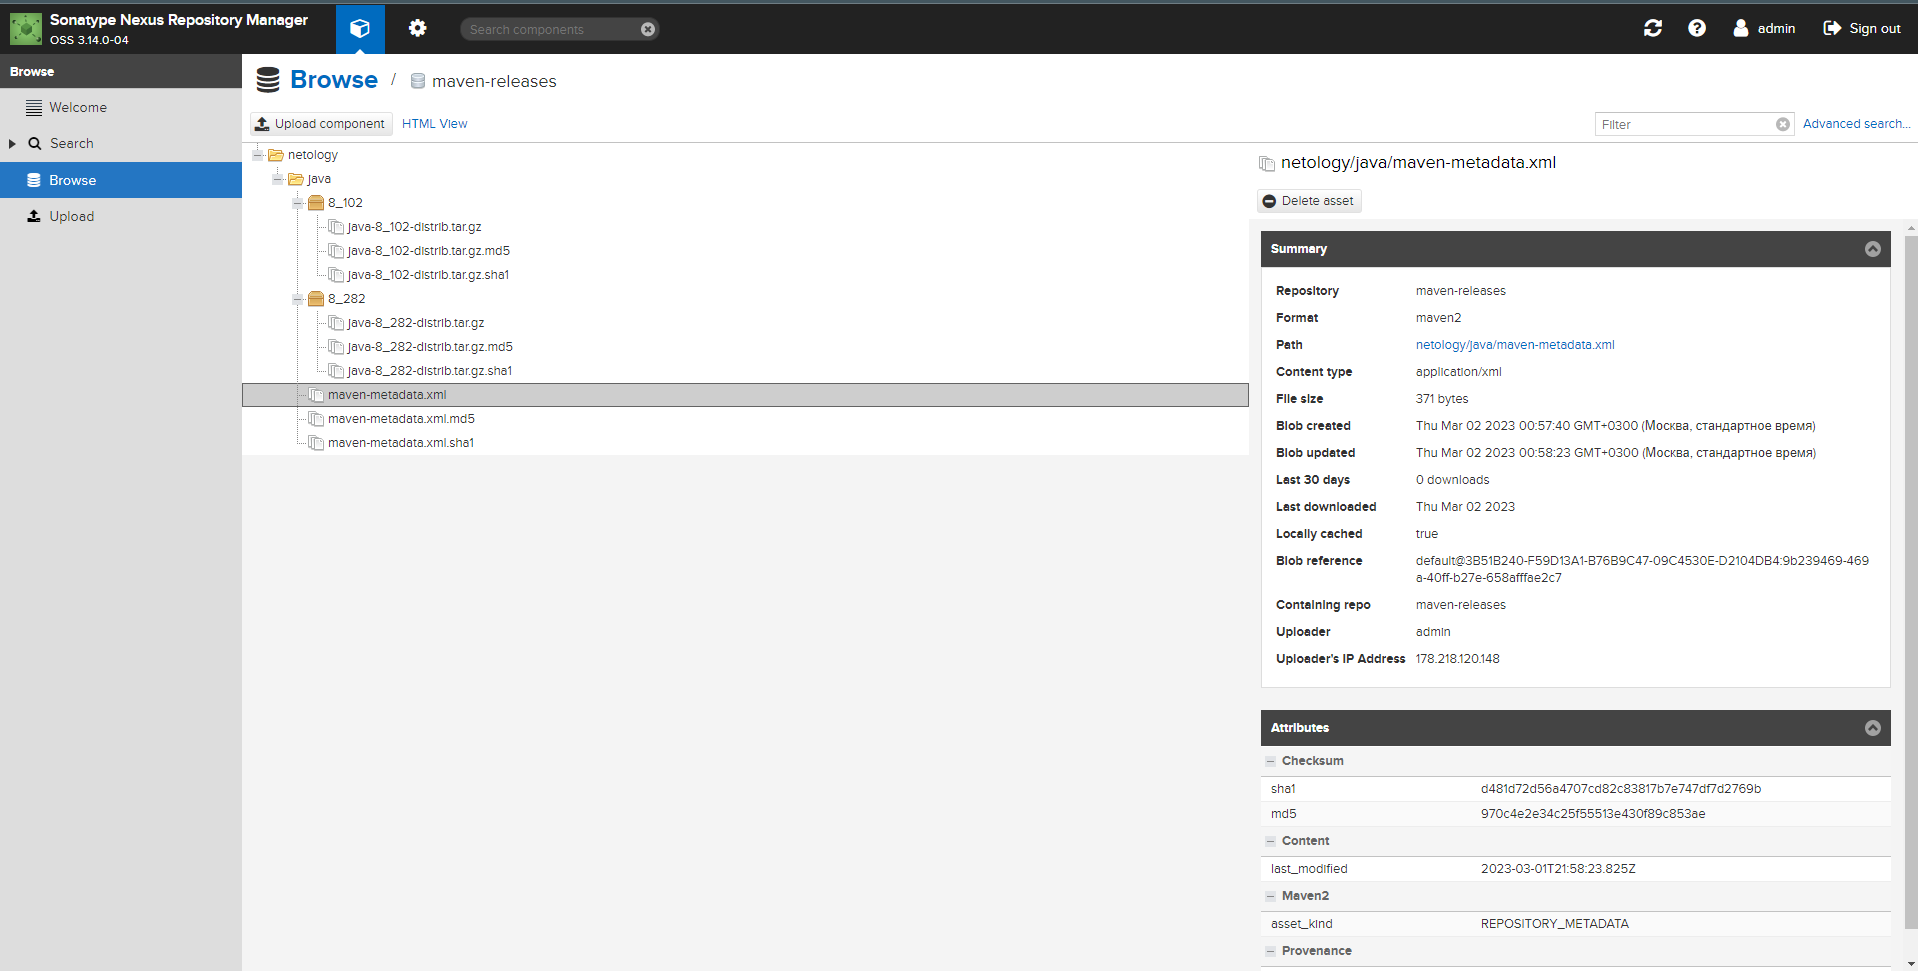 Sonatype Nexus Repository Manager
OSS 3.14.0-04
Search components
admin
Sign out
Browse
Welcome
Search
Browse
Upload
Browse / maven-releases
Upload component
HTML View
Filter
Advanced search...
netology
java
8_102
java-8_102-distrib.tar.gz
java-8_102-distrib.tar.gz.md5
java-8_102-distrib.tar.gz.sha1
8_282
java-8_282-distrib.tar.gz
java-8_282-distrib.tar.gz.md5
java-8_282-distrib.tar.gz.sha1
maven-metadata.xml
maven-metadata.xml.md5
maven-metadata.xml.sha1
netology/java/maven-metadata.xml
Delete asset
Summary
Repository maven-releases
Format maven2
Path netology/java/maven-metadata.xml
Content type application/xml
File size 371 bytes
Blob created Thu Mar 02 2023 00:57:40 GMT+0300 (Москва, стандартное время)
Blob updated Thu Mar 02 2023 00:58:23 GMT+0300 (Москва, стандартное время)
Last 30 days 0 downloads
Last downloaded Thu Mar 02 2023
Locally cached true
Blob reference default@3B51B240-F59D13A1-B76B9C47-09C4530E-D2104DB4:9b239469-469
a-40ff-b27e-658afffae2c7
Containing repo maven-releases
Uploader admin
Uploader's IP Address 178.218.120.148
Attributes
Checksum
sha1 d481d72d56a4707cd82c83817b7e747df7d2769b
md5 970c4e2e34c25f55513e430f89c853ae
Content
last_modified 2023-03-01T21:58:23.825Z
Maven2
asset_kind REPOSITORY_METADATA
Provenance